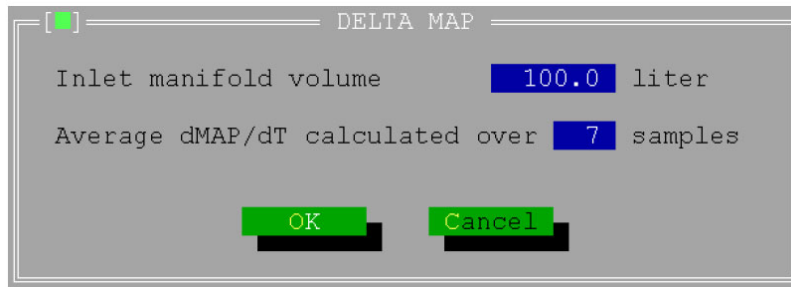 DELTA MAP
Inlet manifold volume 100.0 liter
Average dMAP/dT calculated over 7 samples
OK Cancel